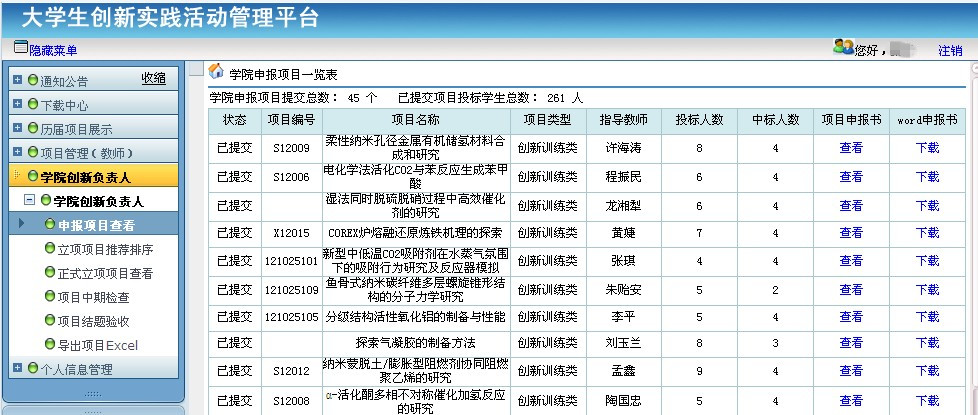 大学生创新实践活动管理平台
隐藏菜单
您好，
注销
通知公告
收缩
下载中心
历届项目展示
项目管理（教师）
学院创新负责人
学院创新负责人
申报项目查看
立项项目推荐排序
正式立项项目查看
项目中期检查
项目结题验收
导出项目Excel
个人信息管理
学院申报项目一览表
学院申报项目提交总数： 45 个 已提交项目投标学生总数： 261 人
状态 项目编号 项目名称 项目类型 指导教师 投标人数 中标人数 项目申报书 word申报书
已提交 S12009 柔性纳米孔径金属有机储氢材料合成和研究 创新训练类 许海涛 8 4 查看 下载
已提交 S12006 电化学法活化CO2与苯反应生成苯甲酸 创新训练类 程振民 6 4 查看 下载
已提交 湿法同时脱硫脱硝过程中高效催化剂的研究 创新训练类 龙湘犁 6 4 查看 下载
已提交 X12015 COREX炉熔融还原炼铁机理的探索 创新训练类 黄婕 7 4 查看 下载
已提交 121025101 新型中低温CO2吸附剂在水蒸气氛围下的吸附行为研究及反应器模拟 创新训练类 张琪 4 4 查看 下载
已提交 121025109 鱼骨式纳米碳纤维多层螺旋锥形结构的分子力学研究 创新训练类 朱贻安 5 2 查看 下载
已提交 121025105 分级结构活性氧化铝的制备与性能 创新训练类 李平 5 4 查看 下载
已提交 探索气凝胶的制备方法 创新训练类 刘玉兰 8 3 查看 下载
已提交 S12012 纳米蒙脱土/膨胀型阻燃剂协同阻燃聚乙烯的研究 创新训练类 孟鑫 9 4 查看 下载
已提交 S12008 α-活化酮多相不对称催化加氢反应的研究 创新训练类 陶国忠 5 4 查看 下载